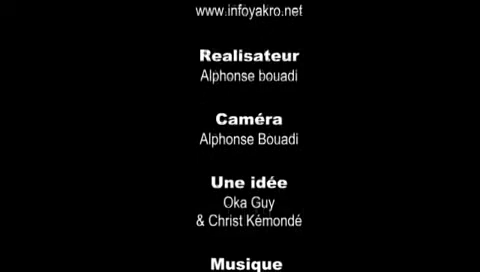 www.infoyakro.net
Realisateur
Alphonse bouadi
Caméra
Alphonse Bouadi
Une idée
Oka Guy
& Christ Kémondé
Musique